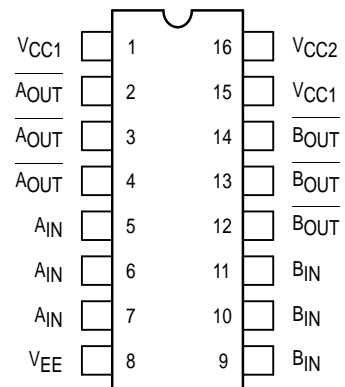 VCC1 1 16 VCC2
AOUT 2 15 VCC1
AOUT 3 14 BOUT
AOUT 4 13 BOUT
AIN 5 12 BOUT
AIN 6 11 BIN
AIN 7 10 BIN
VEE 8 9 BIN